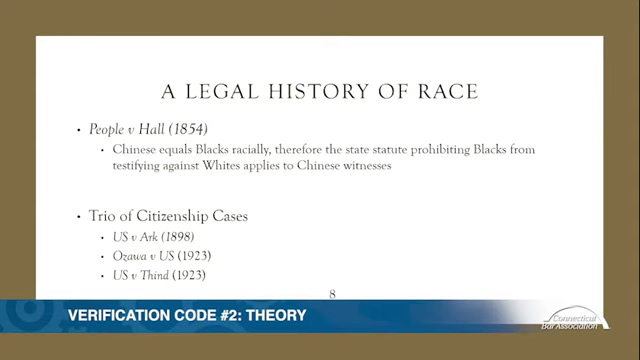 A LEGAL HISTORY OF RACE
• People v Hall (1854)
• Chinese equals Blacks racially, therefore the state statute prohibiting Blacks from
testifying against Whites applies to Chinese witnesses
• Trio of Citizenship Cases
• US v Ark (1898)
• Ozawa v US (1923)
• US v Thind (1923)
8
VERIFICATION CODE #2: THEORY
Connecticut
Bar Association